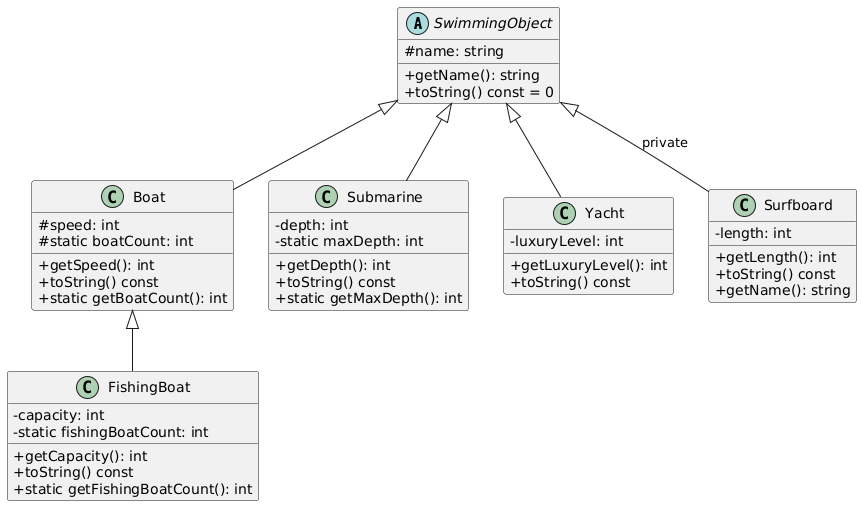 A SwimmingObject
#name: string
+getName(): string
+toString() const = 0
private
C Boat
#speed: int
#static boatCount: int
+getSpeed(): int
+toString() const
+static getBoatCount(): int
C Submarine
-depth: int
-static maxDepth: int
+getDepth(): int
+toString() const
+static getMaxDepth(): int
C Yacht
-luxuryLevel: int
+getLuxuryLevel(): int
+toString() const
C Surfboard
-length: int
+getLength(): int
+toString() const
+getName(): string
C FishingBoat
-capacity: int
-static fishingBoatCount: int
+getCapacity(): int
+toString() const
+static getFishingBoatCount(): int